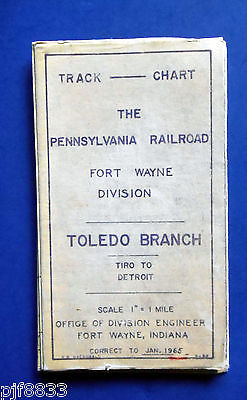 TRACK — CHART
THE
PENNSYLVANIA RAILROAD
FORT WAYNE
DIVISION
TOLEDO BRANCH
TIRO TO
DETROIT
SCALE 1" = 1 MILE
OFFICE OF DIVISION ENGINEER
FORT WAYNE, INDIANA
CORRECT TO JAN. 1965
pjf8833